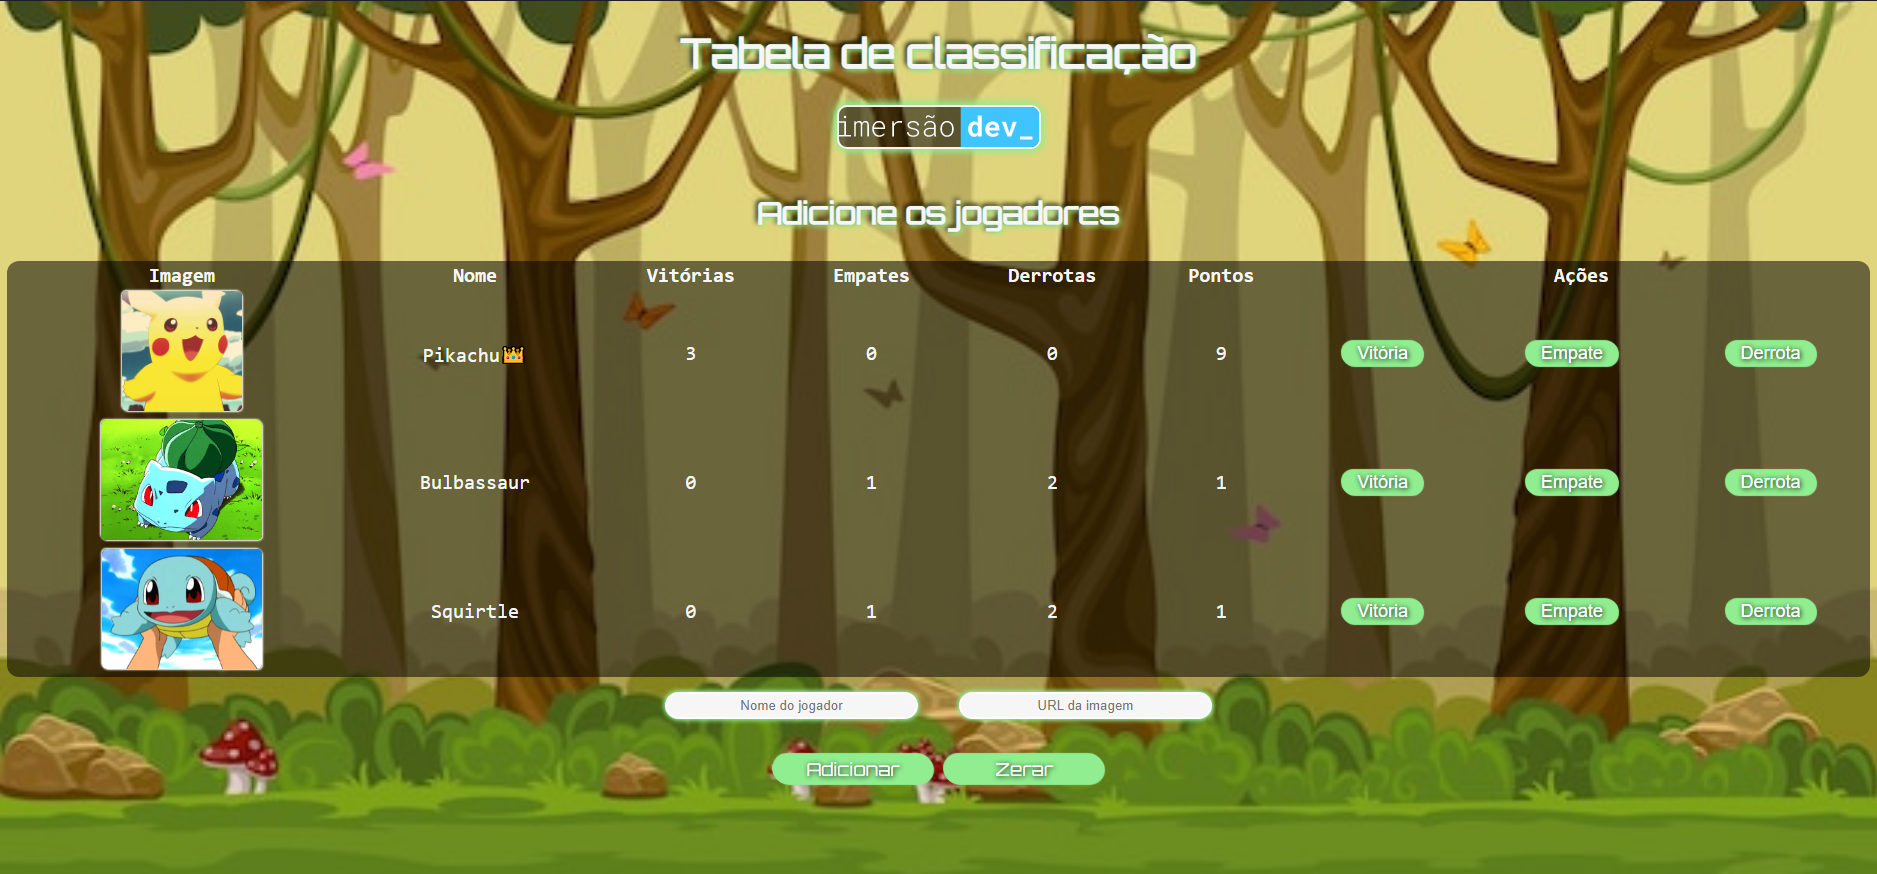 Tabela de classificação
imersão dev_
Adicione os jogadores
Imagem Nome Vitórias Empates Derrotas Pontos Ações
Pikachu👑 3 0 0 9 Vitória Empate Derrota
Bulbassaur 0 1 2 1 Vitória Empate Derrota
Squirtle 0 1 2 1 Vitória Empate Derrota
Nome do jogador URL da imagem
Adicionar Zerar